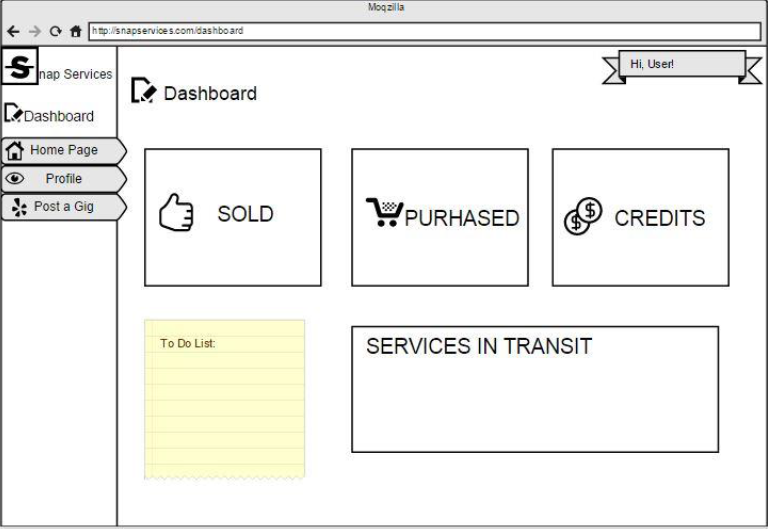 Moqzilla
http://snapservices.com/dashboard
S nap Services
Hi, User!
Dashboard
Dashboard
Home Page
Profile
Post a Gig
SOLD
PURHASED
CREDITS
$
$
To Do List:
SERVICES IN TRANSIT